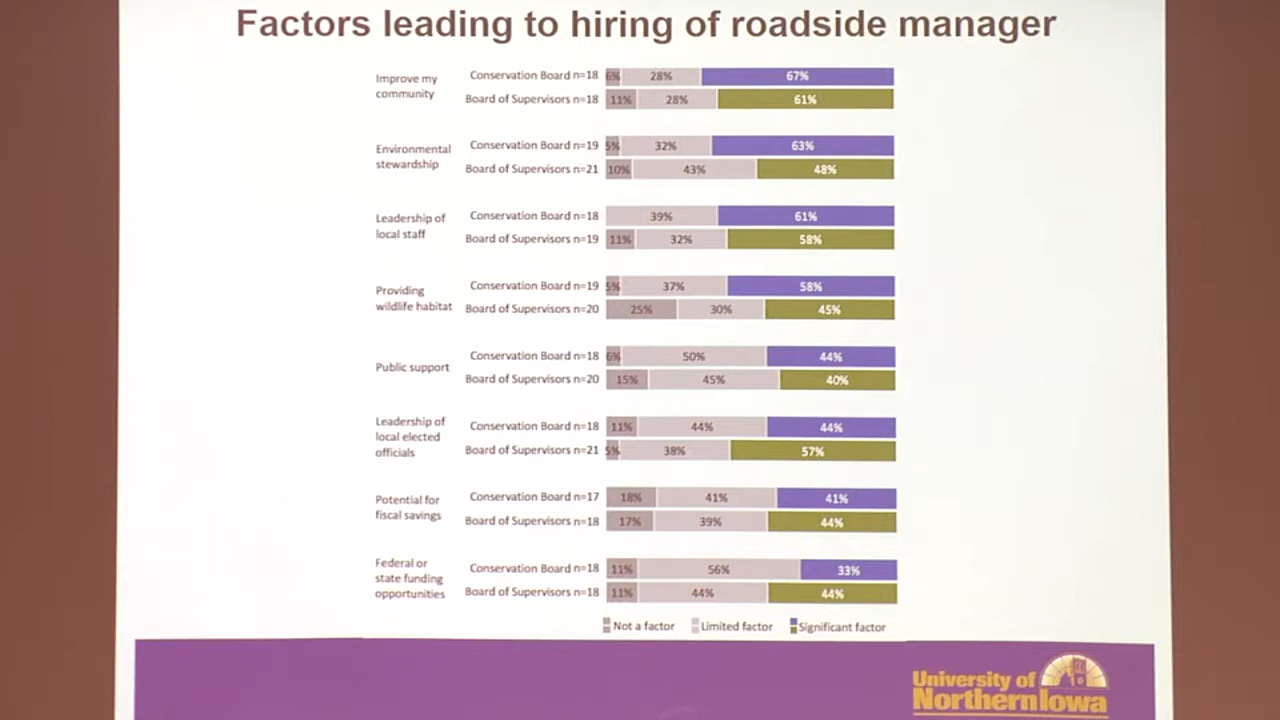 Factors leading to hiring of roadside manager
Improve my
community
Conservation Board n=18 6% 28% 67%
Board of Supervisors n=18 11% 28% 61%
Environmental
stewardship
Conservation Board n=19 5% 32% 63%
Board of Supervisors n=21 10% 43% 48%
Leadership of
local staff
Conservation Board n=18 39% 61%
Board of Supervisors n=19 11% 32% 58%
Providing
wildlife habitat
Conservation Board n=19 5% 37% 58%
Board of Supervisors n=20 25% 30% 45%
Public support
Conservation Board n=18 6% 50% 44%
Board of Supervisors n=20 15% 45% 40%
Leadership of
local elected
officials
Conservation Board n=18 11% 44% 44%
Board of Supervisors n=21 5% 38% 57%
Potential for
fiscal savings
Conservation Board n=17 18% 41% 41%
Board of Supervisors n=18 17% 39% 44%
Federal or
state funding
opportunities
Conservation Board n=18 11% 56% 33%
Board of Supervisors n=18 11% 44% 44%
Not a factor Limited factor Significant factor
University of
Northern Iowa